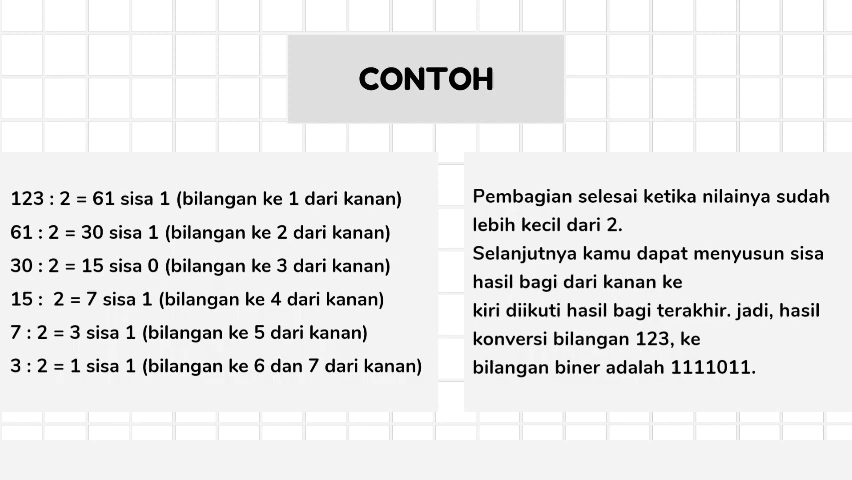 CONTOH
123 : 2 = 61 sisa 1 (bilangan ke 1 dari kanan)
61 : 2 = 30 sisa 1 (bilangan ke 2 dari kanan)
30 : 2 = 15 sisa 0 (bilangan ke 3 dari kanan)
15 :  2 = 7 sisa 1 (bilangan ke 4 dari kanan)
7 : 2 = 3 sisa 1 (bilangan ke 5 dari kanan)
3 : 2 = 1 sisa 1 (bilangan ke 6 dan 7 dari kanan)
Pembagian selesai ketika nilainya sudah
lebih kecil dari 2.
Selanjutnya kamu dapat menyusun sisa
hasil bagi dari kanan ke
kiri diikuti hasil bagi terakhir. jadi, hasil
konversi bilangan 123, ke
bilangan biner adalah 1111011.